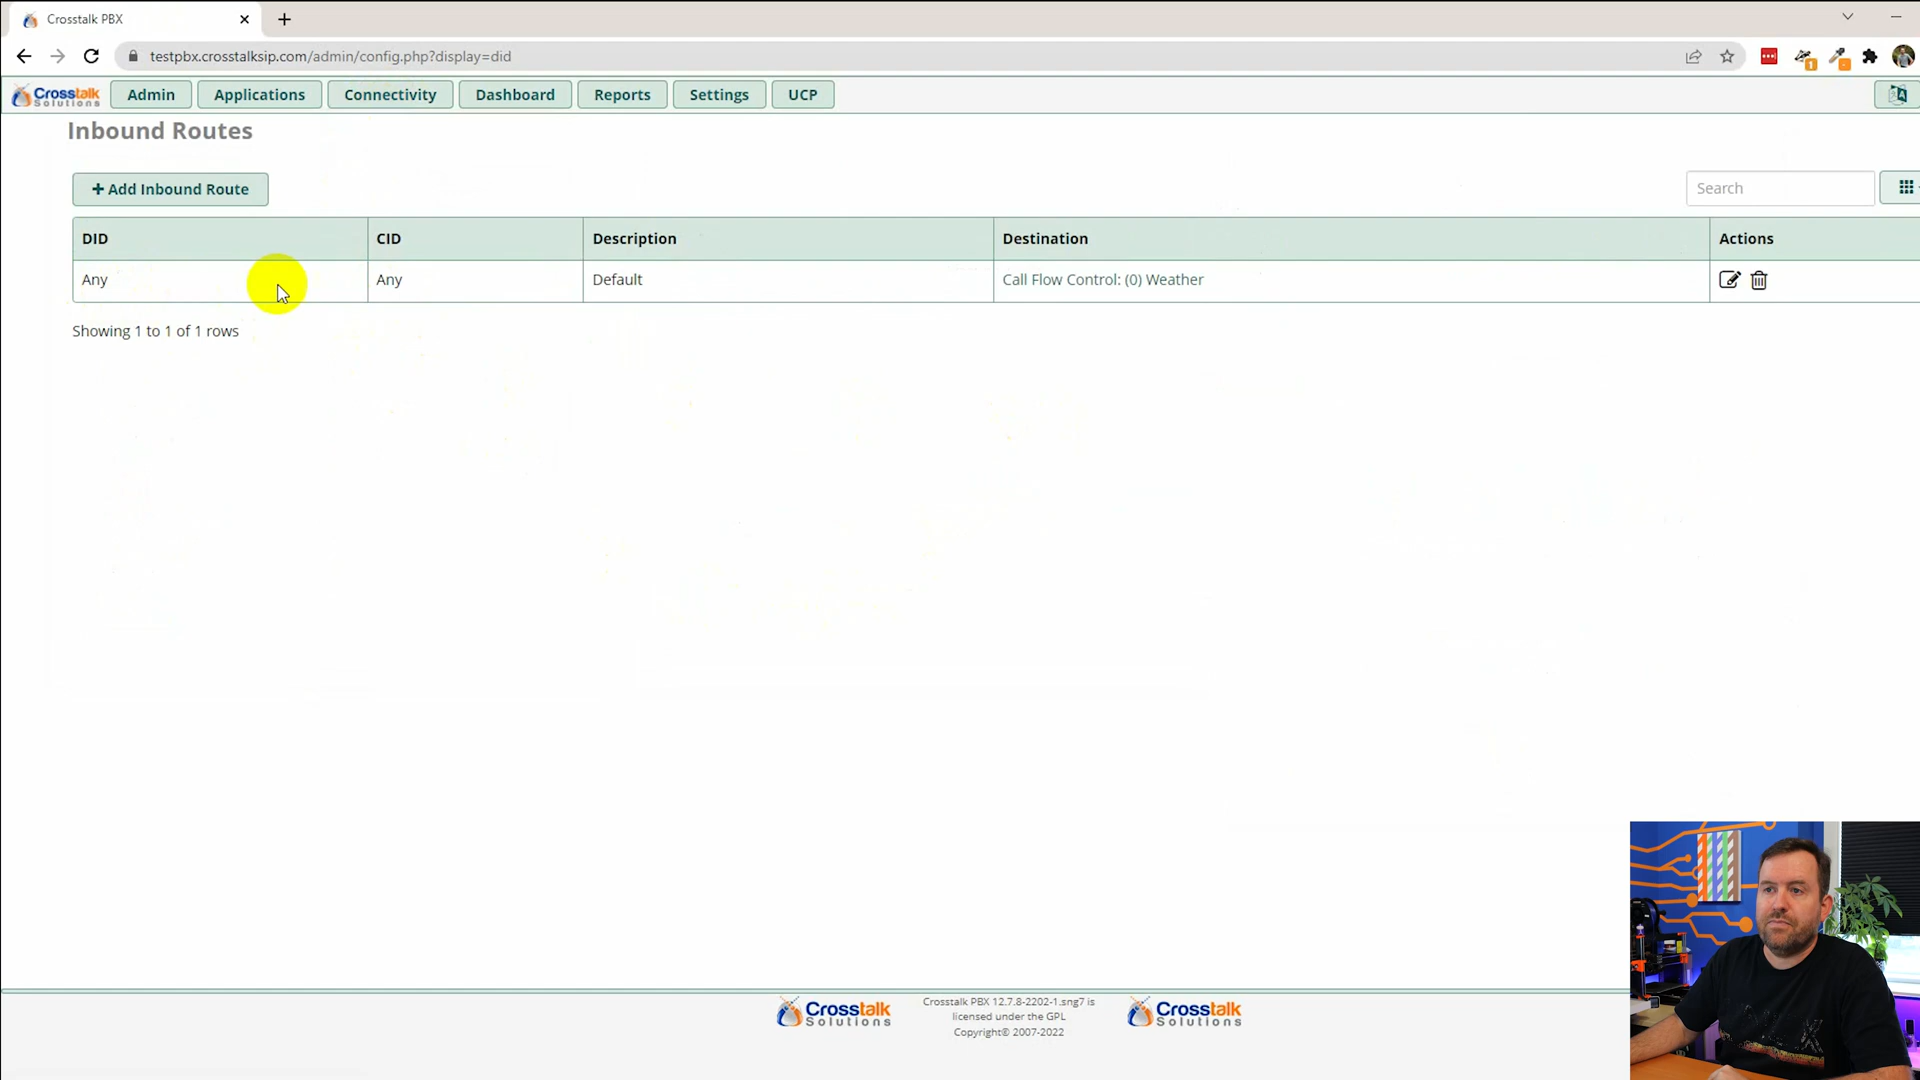 Crosstalk PBX
testpbx.crosstalksip.com/admin/config.php?display=did
1
Crosstalk Solutions
Admin
Applications
Connectivity
Dashboard
Reports
Settings
UCP
Inbound Routes
+ Add Inbound Route
Search
DID
CID
Description
Destination
Actions
Any
Any
Default
Call Flow Control: (0) Weather
Showing 1 to 1 of 1 rows
Crosstalk Solutions
Crosstalk PBX 12.7.8-2202-1.sng7 is
licensed under the GPL
Copyright© 2007-2022
Crosstalk Solutions